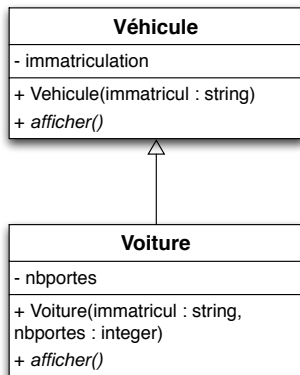 Véhicule
- immatriculation
+ Vehicule(immatricul : string)
+ afficher()
Voiture
- nbportes
+ Voiture(immatricul : string,
nbportes : integer)
+ afficher()